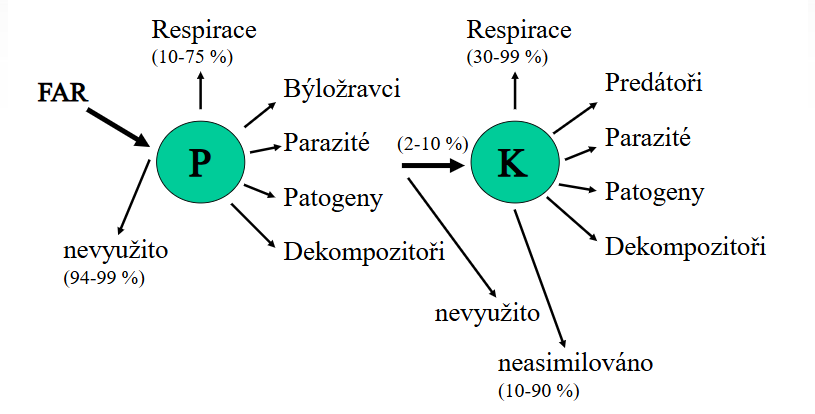 Respirace
(10-75 %)
FAR
P
Býložravci
Parazité
Patogeny
Dekompozitoři
nevyužito
(94-99 %)
(2-10 %)
Respirace
(30-99 %)
K
Predátoři
Parazité
Patogeny
Dekompozitoři
nevyužito
neasimilováno
(10-90 %)